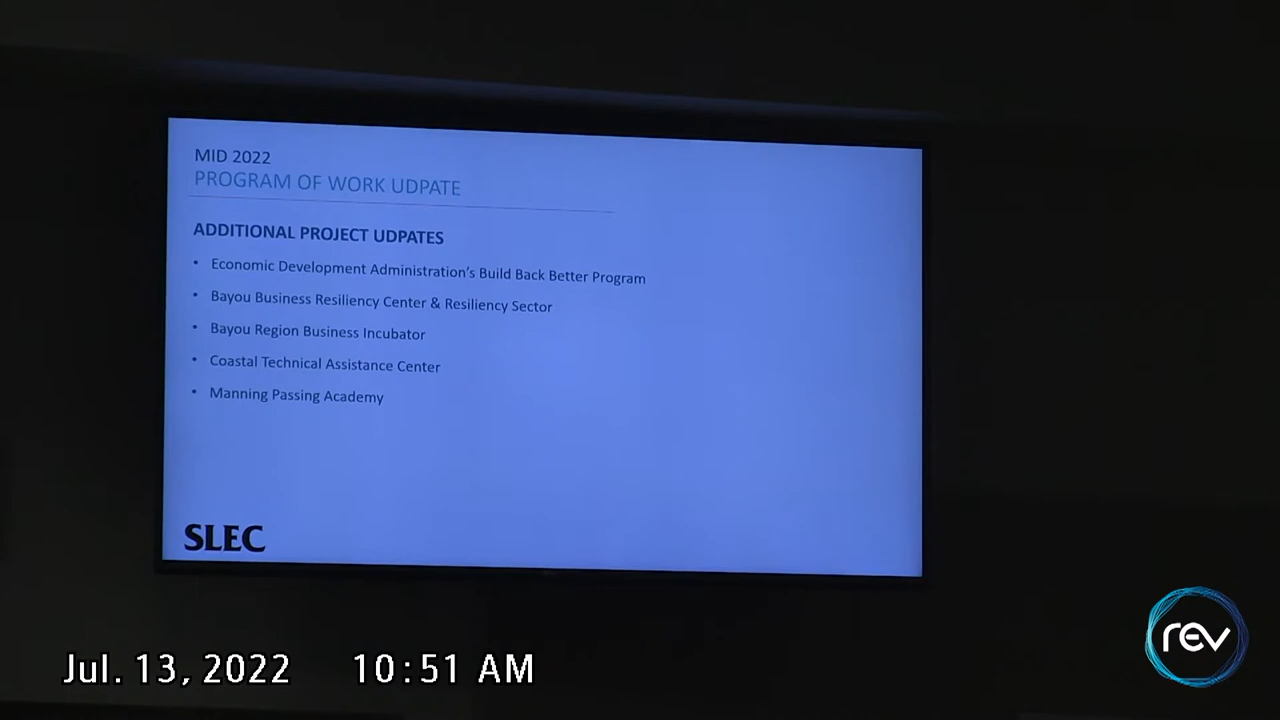 MID 2022
PROGRAM OF WORK UDPATE
ADDITIONAL PROJECT UDPATES
• Economic Development Administration's Build Back Better Program
• Bayou Business Resiliency Center & Resiliency Sector
• Bayou Region Business Incubator
• Coastal Technical Assistance Center
• Manning Passing Academy
SLEC
rev
Jul. 13, 2022 10:51 AM